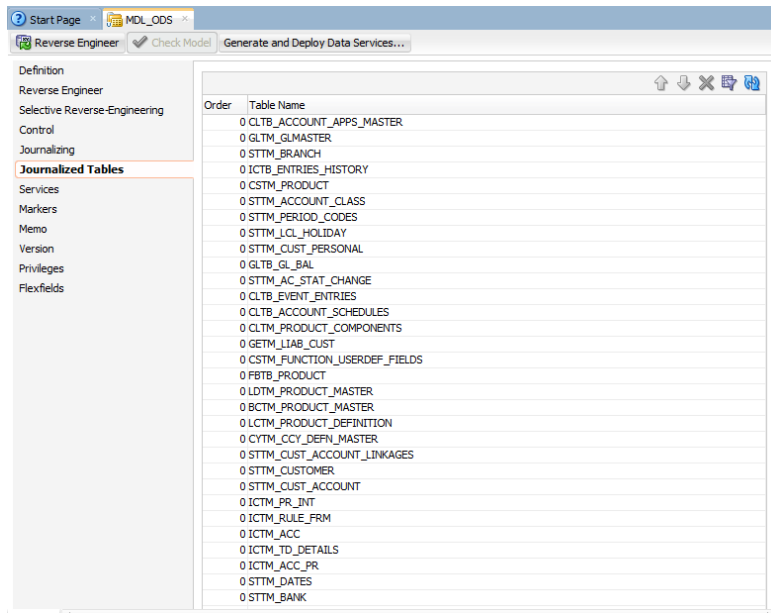 Start Page MDL_ODS
Reverse Engineer Check Model Generate and Deploy Data Services...
Definition
Reverse Engineer
Selective Reverse-Engineering
Control
Journalizing
Journalized Tables
Services
Markers
Memo
Version
Privileges
Flexfields
Order Table Name
0 CLTB_ACCOUNT_APPS_MASTER
0 GLTM_GLMASTER
0 STTM_BRANCH
0 ICTB_ENTRIES_HISTORY
0 CSTM_PRODUCT
0 STTM_ACCOUNT_CLASS
0 STTM_PERIOD_CODES
0 STTM_LCL_HOLIDAY
0 STTM_CUST_PERSONAL
0 GLTB_GL_BAL
0 STTM_AC_STAT_CHANGE
0 CLTB_EVENT_ENTRIES
0 CLTB_ACCOUNT_SCHEDULES
0 CLTM_PRODUCT_COMPONENTS
0 GETM_LIAB_CUST
0 CSTM_FUNCTION_USERDEF_FIELDS
0 FBTB_PRODUCT
0 LDTM_PRODUCT_MASTER
0 BCTM_PRODUCT_MASTER
0 LCTM_PRODUCT_DEFINITION
0 CYTM_CCY_DEFN_MASTER
0 STTM_CUST_ACCOUNT_LINKAGES
0 STTM_CUSTOMER
0 STTM_CUST_ACCOUNT
0 ICTM_PR_INT
0 ICTM_RULE_FRM
0 ICTM_ACC
0 ICTM_TD_DETAILS
0 ICTM_ACC_PR
0 STTM_DATES
0 STTM_BANK